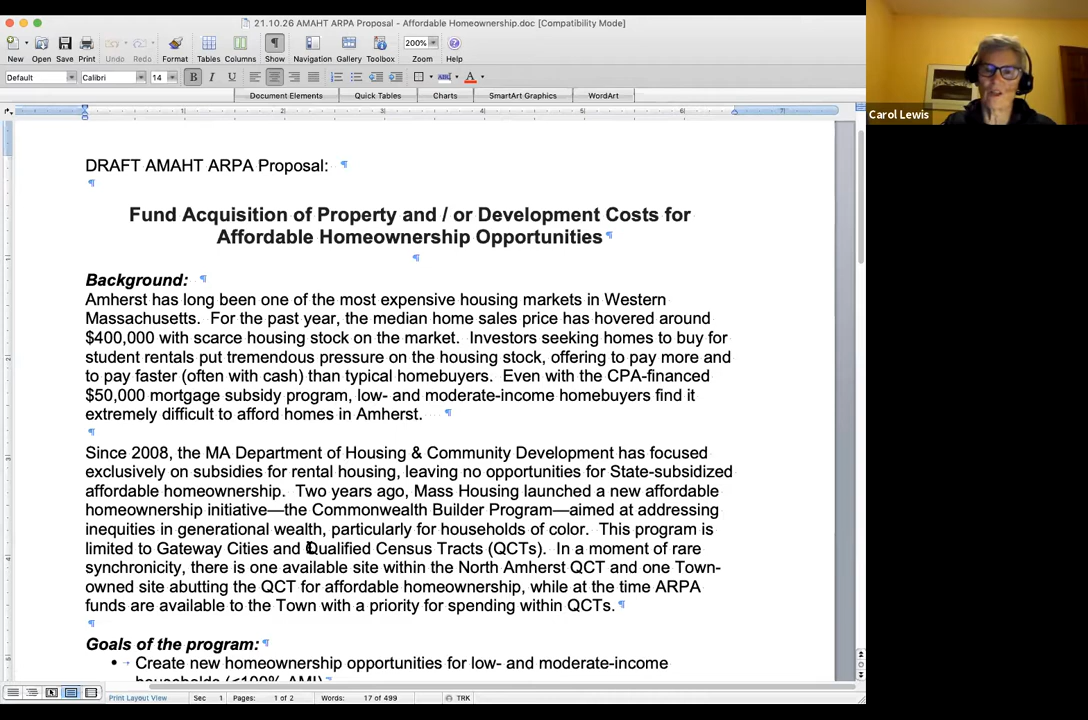 21.10.26 AMAHT ARPA Proposal - Affordable Homeownership.doc [Compatibility Mode]
New Open Save Print Undo Redo Format Tables Columns Show Navigation Gallery Toolbox Zoom Help
200%
Default Calibri 14 B I U
Document Elements Quick Tables Charts SmartArt Graphics WordArt
Carol Lewis
DRAFT AMAHT ARPA Proposal:
Fund Acquisition of Property and / or Development Costs for
Affordable Homeownership Opportunities
Background:
Amherst has long been one of the most expensive housing markets in Western
Massachusetts. For the past year, the median home sales price has hovered around
$400,000 with scarce housing stock on the market. Investors seeking homes to buy for
student rentals put tremendous pressure on the housing stock, offering to pay more and
to pay faster (often with cash) than typical homebuyers. Even with the CPA-financed
$50,000 mortgage subsidy program, low- and moderate-income homebuyers find it
extremely difficult to afford homes in Amherst.
Since 2008, the MA Department of Housing & Community Development has focused
exclusively on subsidies for rental housing, leaving no opportunities for State-subsidized
affordable homeownership. Two years ago, Mass Housing launched a new affordable
homeownership initiative—the Commonwealth Builder Program—aimed at addressing
inequities in generational wealth, particularly for households of color. This program is
limited to Gateway Cities and Qualified Census Tracts (QCTs). In a moment of rare
synchronicity, there is one available site within the North Amherst QCT and one Town-
owned site abutting the QCT for affordable homeownership, while at the time ARPA
funds are available to the Town with a priority for spending within QCTs.
Goals of the program:
• Create new homeownership opportunities for low- and moderate-income
households (≤100% AMI)
Print Layout View Sec 1 Pages: 1 of 2 Words: 17 of 499 TRK